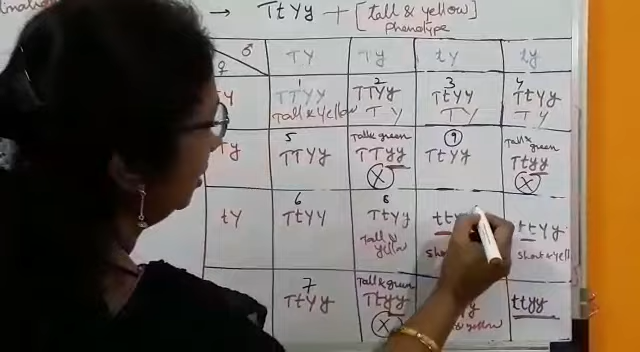 → TtYy + [tall & yellow]
phenotype
♂
♀
TY Ty tY ty
1 2 3 4
TTYY TTYy TtYY TtYy
Tall & Yellow TY TY TY
5 Tall & green 9 Tall & green
Ty TTYy TTyy TtYy Ttyy
X X
6 8
tY TtYY TtYy ttYy
Tall & yellow short & yell
7 Tall & green
TtYy Ttyy ttyy
X & yellow